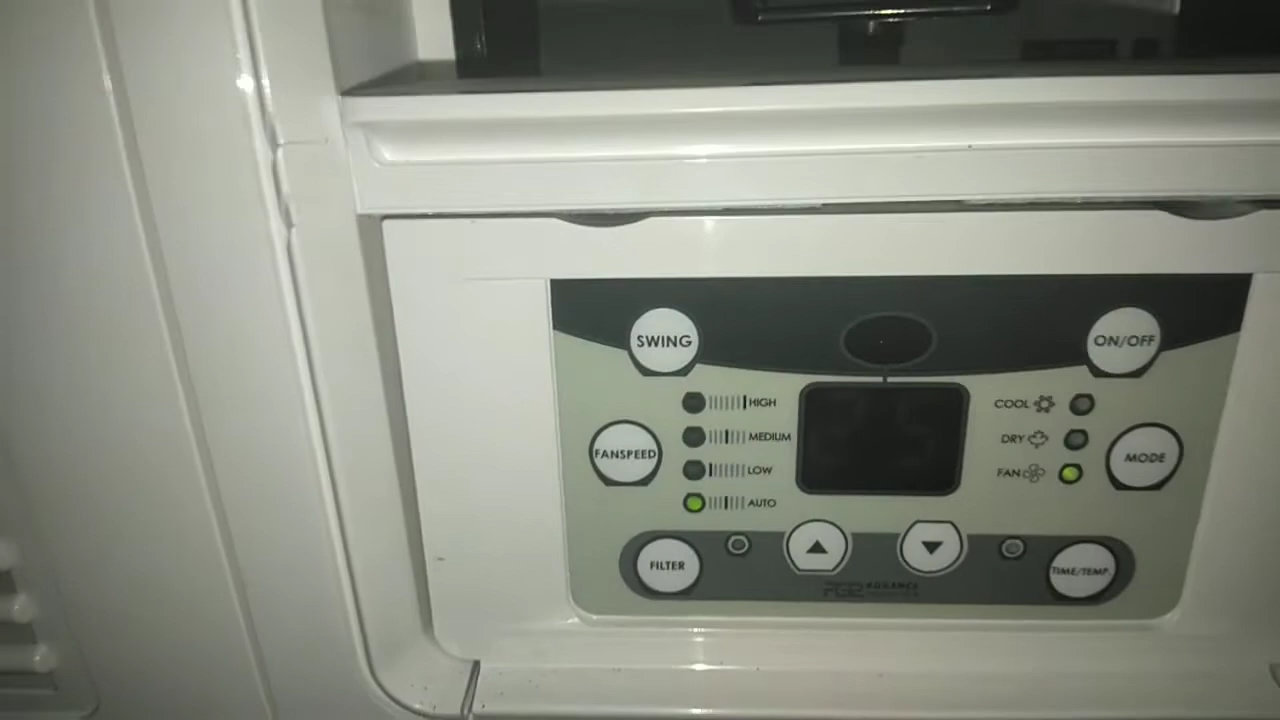 SWING
ON/OFF
HIGH
COOL
MEDIUM
DRY
FANSPEED
MODE
LOW
FAN
AUTO
FILTER
TIME/TEMP.